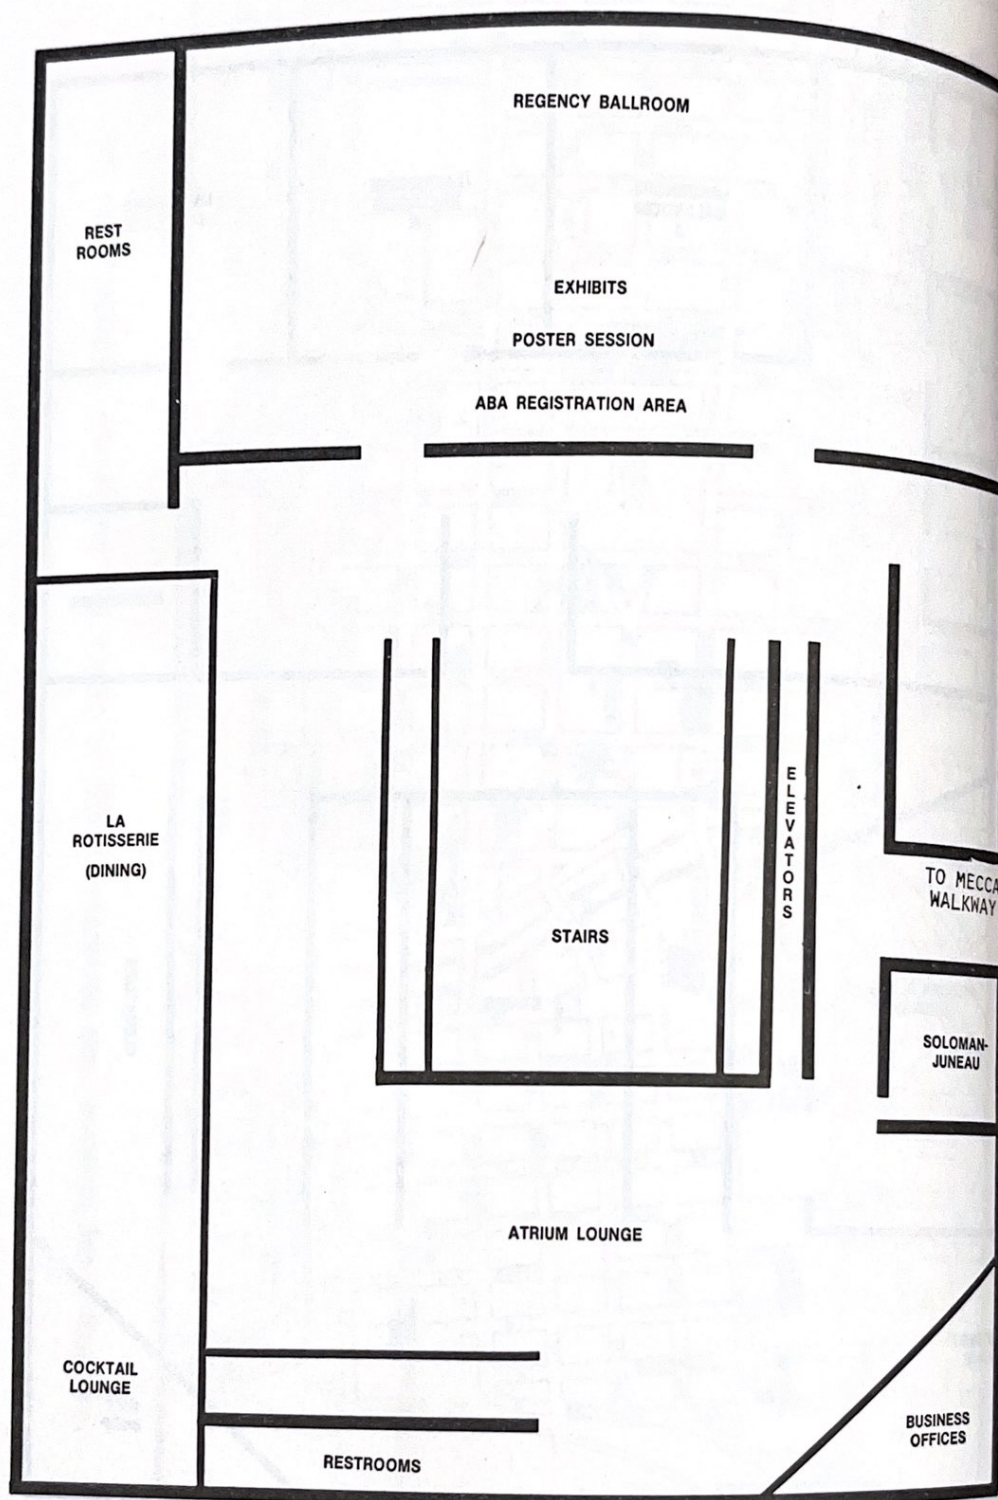 REGENCY BALLROOM
REST
ROOMS
EXHIBITS
POSTER SESSION
ABA REGISTRATION AREA
LA
ROTISSERIE
(DINING)
ELEVATORS
TO MECCA
WALKWAY
STAIRS
SOLOMAN-
JUNEAU
ATRIUM LOUNGE
COCKTAIL
LOUNGE
BUSINESS
OFFICES
RESTROOMS